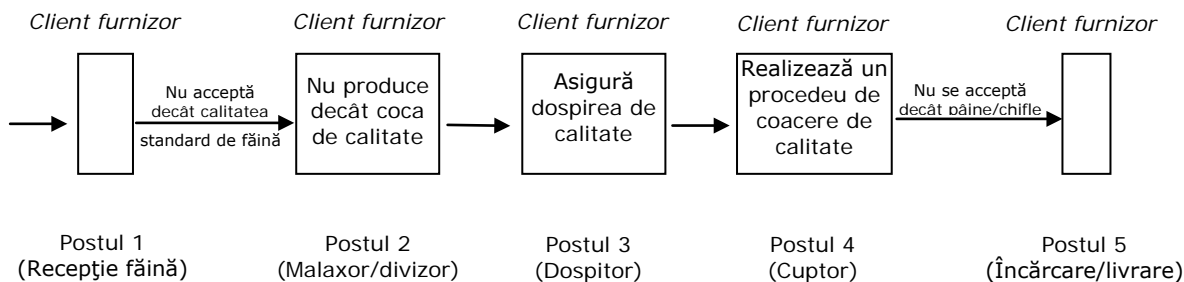 Client furnizor
Client furnizor
Client furnizor
Client furnizor
Client furnizor
Nu acceptă
decât calitatea
standard de făină
Nu produce
decât coca
de calitate
Asigură
dospirea de
calitate
Realizează un
procedeu de
coacere de
calitate
Nu se acceptă
decât pâine/chifle
Postul 1
(Recepţie făină)
Postul 2
(Malaxor/divizor)
Postul 3
(Dospitor)
Postul 4
(Cuptor)
Postul 5
(Încărcare/livrare)